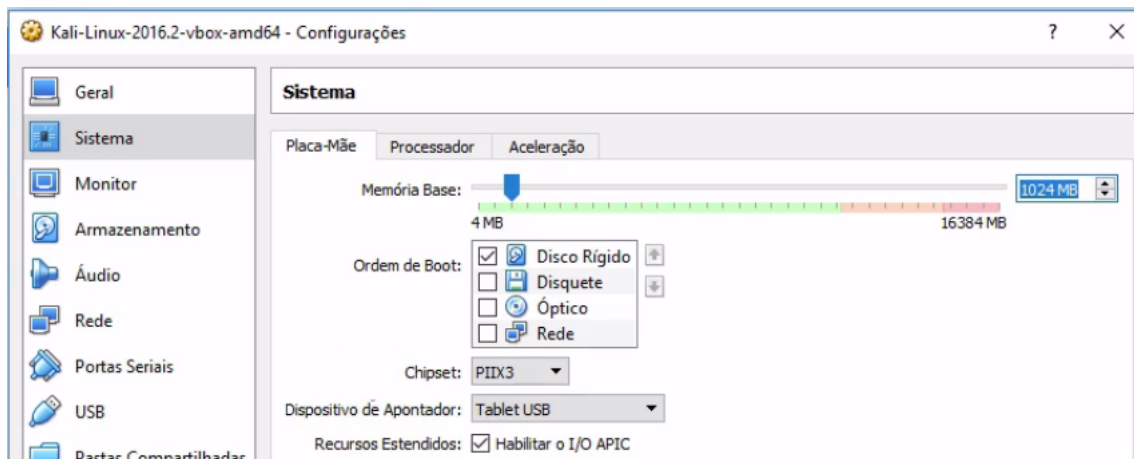 Kali-Linux-2016.2-vbox-amd64 - Configurações
?
Geral
Sistema
Monitor
Armazenamento
Áudio
Rede
Portas Seriais
USB
Pastas Compartilhadas
Sistema
Placa-Mãe Processador Aceleração
Memória Base: 1024 MB
4 MB 16384 MB
Ordem de Boot:
Disco Rígido
Disquete
Óptico
Rede
Chipset: PIIX3
Dispositivo de Apontador: Tablet USB
Recursos Estendidos: Habilitar o I/O APIC